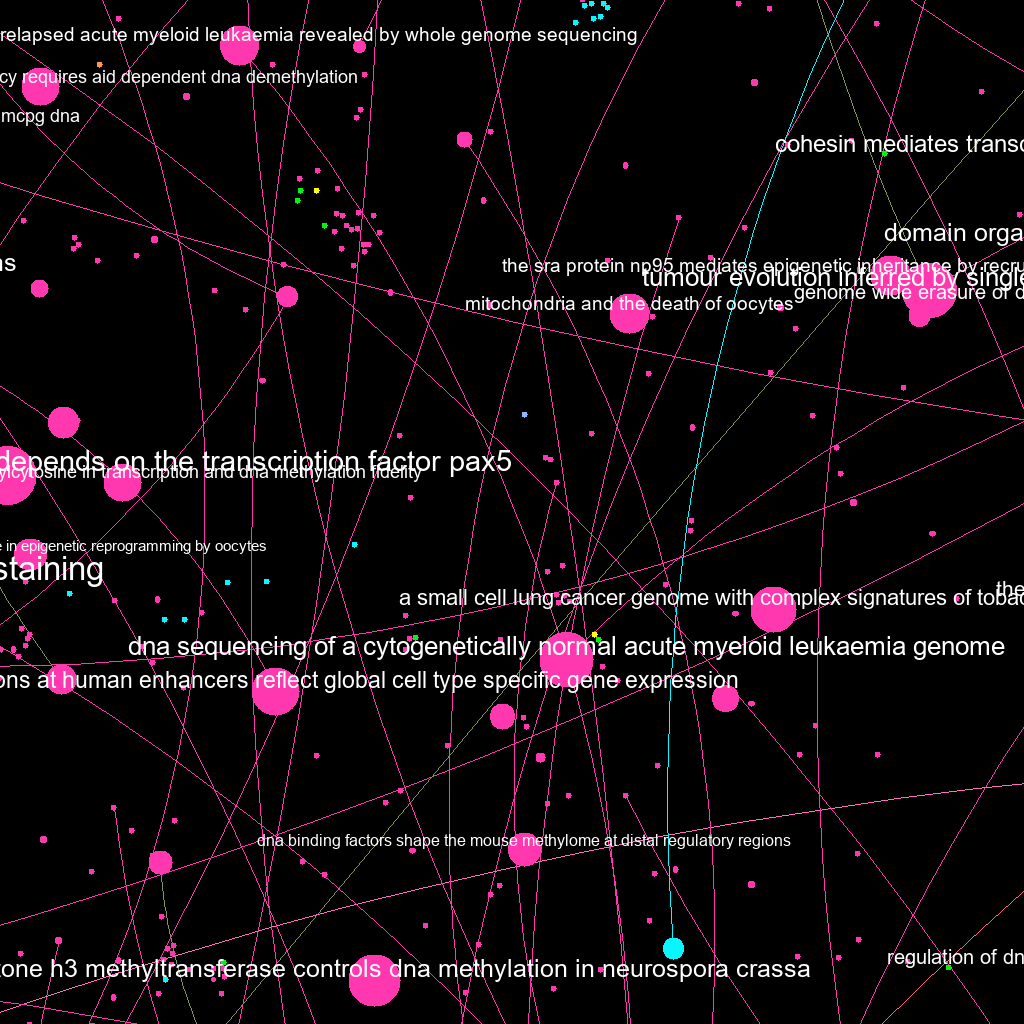 relapsed acute myeloid leukaemia revealed by whole genome sequencing
cy requires aid dependent dna demethylation
mcpg dna
cohesin mediates transc
domain orga
the sra protein np95 mediates epigenetic inheritance by recru
tumour evolution inferred by single
genome wide erasure of d
mitochondria and the death of oocytes
depends on the transcription factor pax5
ylcytosine in transcription and dna methylation fidelity
e in epigenetic reprogramming by oocytes
staining
the
a small cell lung cancer genome with complex signatures of tobac
dna sequencing of a cytogenetically normal acute myeloid leukaemia genome
ons at human enhancers reflect global cell type specific gene expression
dna binding factors shape the mouse methylome at distal regulatory regions
regulation of dn
tone h3 methyltransferase controls dna methylation in neurospora crassa